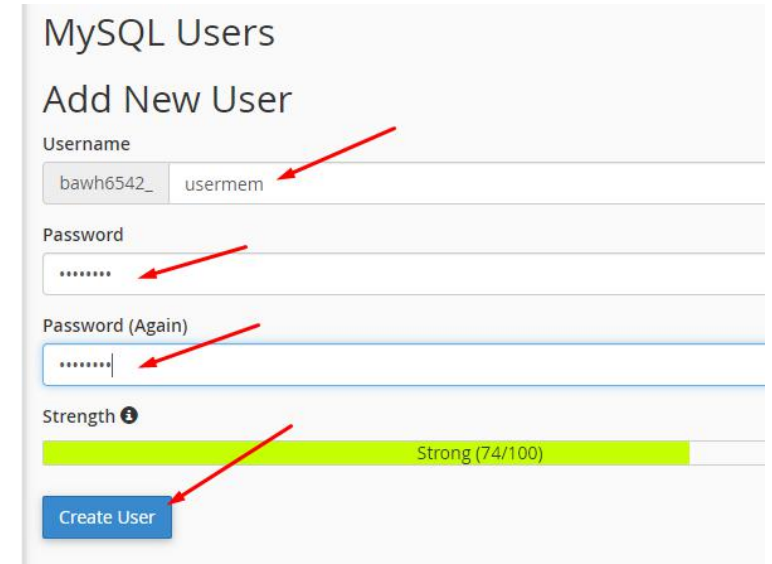 MySQL Users
Add New User
Username
bawh6542_ usermem
Password
••••••••
Password (Again)
••••••••
Strength
Strong (74/100)
Create User